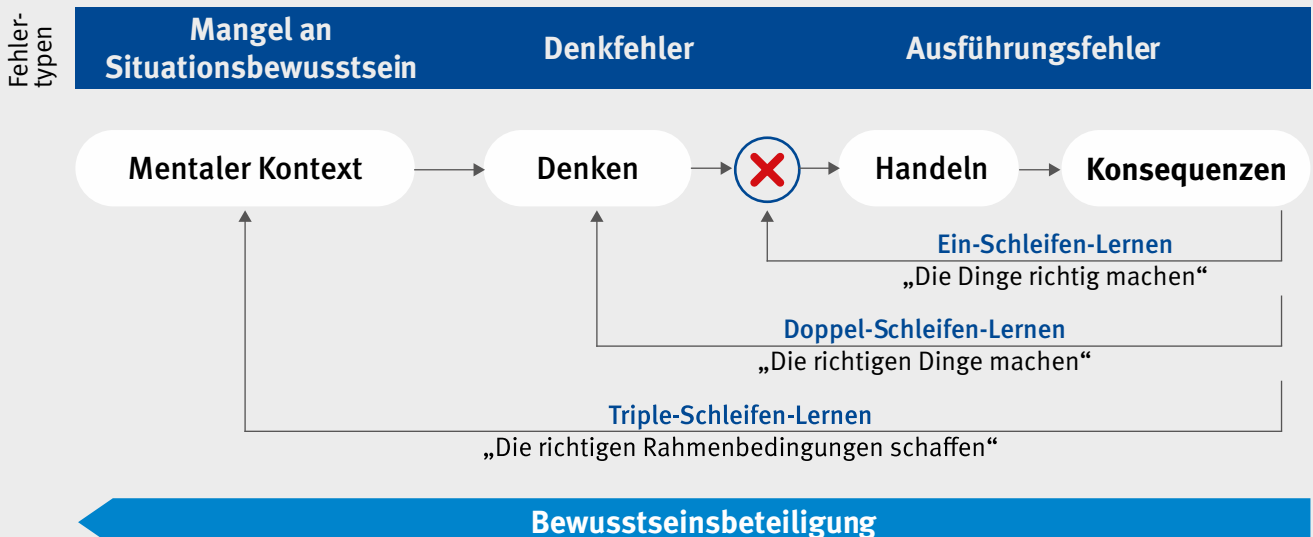 Fehler-
typen
Mangel an
Situationsbewusstsein
Denkfehler
Ausführungsfehler
Mentaler Kontext
Denken
Handeln
Konsequenzen
Ein-Schleifen-Lernen
„Die Dinge richtig machen“
Doppel-Schleifen-Lernen
„Die richtigen Dinge machen“
Triple-Schleifen-Lernen
„Die richtigen Rahmenbedingungen schaffen“
Bewusstseinsbeteiligung